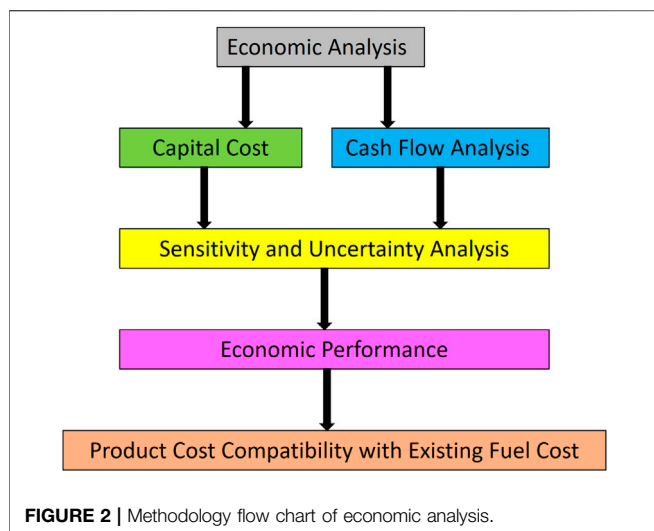 Economic Analysis
Capital Cost
Cash Flow Analysis
Sensitivity and Uncertainty Analysis
Economic Performance
Product Cost Compatibility with Existing Fuel Cost
FIGURE 2 | Methodology flow chart of economic analysis.